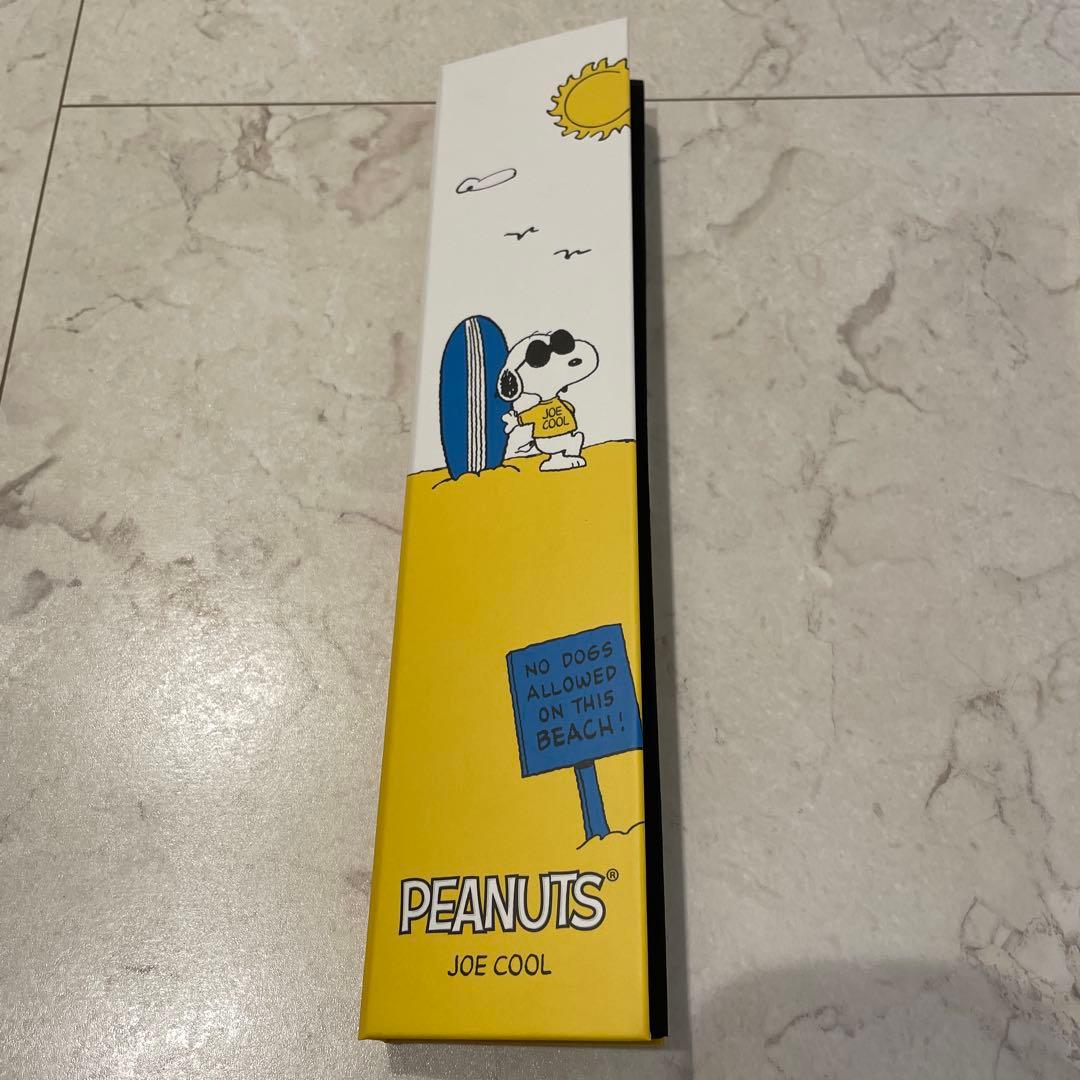 JOE
COOL
NO DOGS
ALLOWED
ON THIS
BEACH!
PEANUTS®
JOE COOL